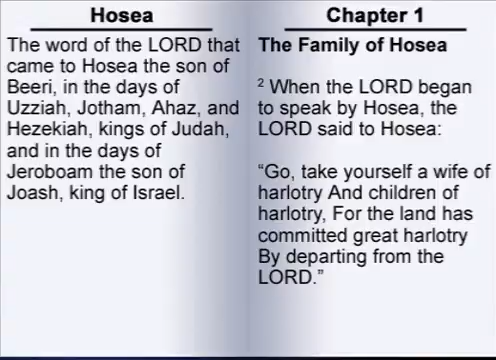 Hosea
The word of the LORD that
came to Hosea the son of
Beeri, in the days of
Uzziah, Jotham, Ahaz, and
Hezekiah, kings of Judah,
and in the days of
Jeroboam the son of
Joash, king of Israel.
Chapter 1
The Family of Hosea
2 When the LORD began
to speak by Hosea, the
LORD said to Hosea:
“Go, take yourself a wife of
harlotry And children of
harlotry, For the land has
committed great harlotry
By departing from the
LORD.”